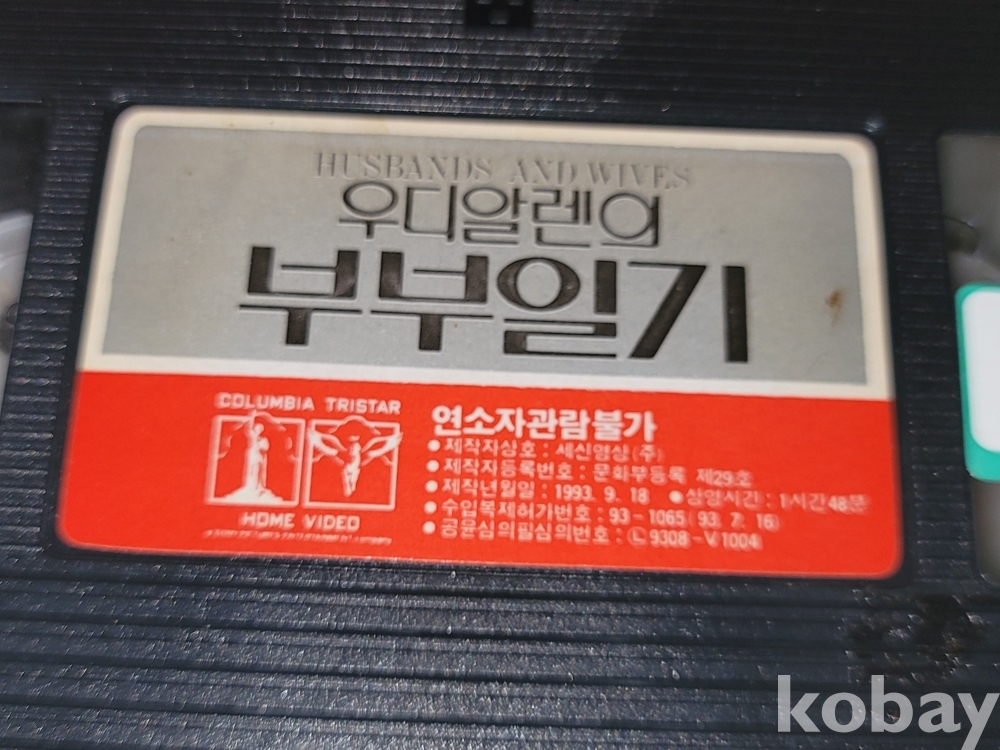 HUSBANDS AND WIVES
우디알렌의
부부일기
COLUMBIA TRISTAR
HOME VIDEO
연소자관람불가
● 제작자상호 : 세신영상 (주)
● 제작자등록번호 : 문화부등록 제29호
● 제작년월일 : 1993. 9. 18 ● 상영시간 : 1시간 48분
● 수입복제허가번호 : 93-1065 (93. 7. 16)
● 공윤심의필심의번호 : Ⓛ9308-V1004
kobay